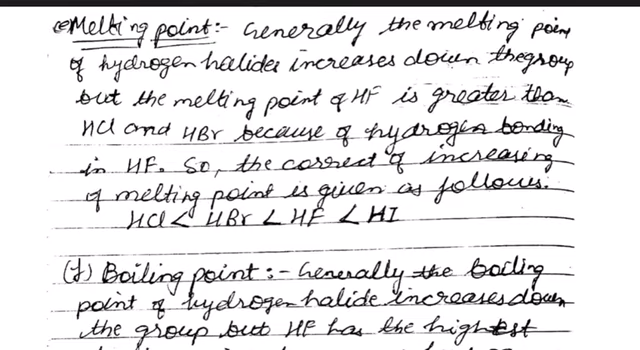 (e) Melting point:- Generally the melting poin
of hydrogen halides increases down the group
but the melting point of HF is greater than
HCl and HBr because of hydrogen bonding
in HF. So, the correct of increasing
of melting point is given as follows:
HCl < HBr < HF < HI
(f) Boiling point :- Generally the boiling
point of hydrogen halide increases down
the group but HF has the highest